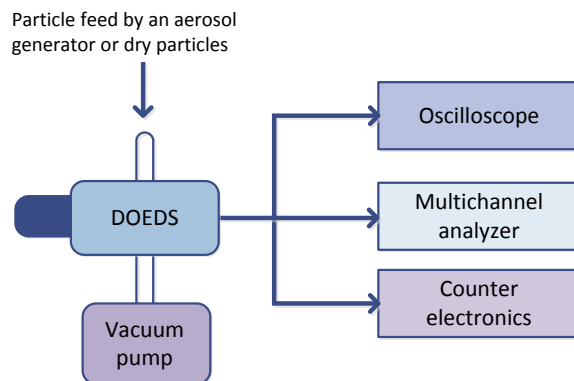 Particle feed by an aerosol
generator or dry particles
Oscilloscope
DOEDS
Multichannel
analyzer
Counter
electronics
Vacuum
pump